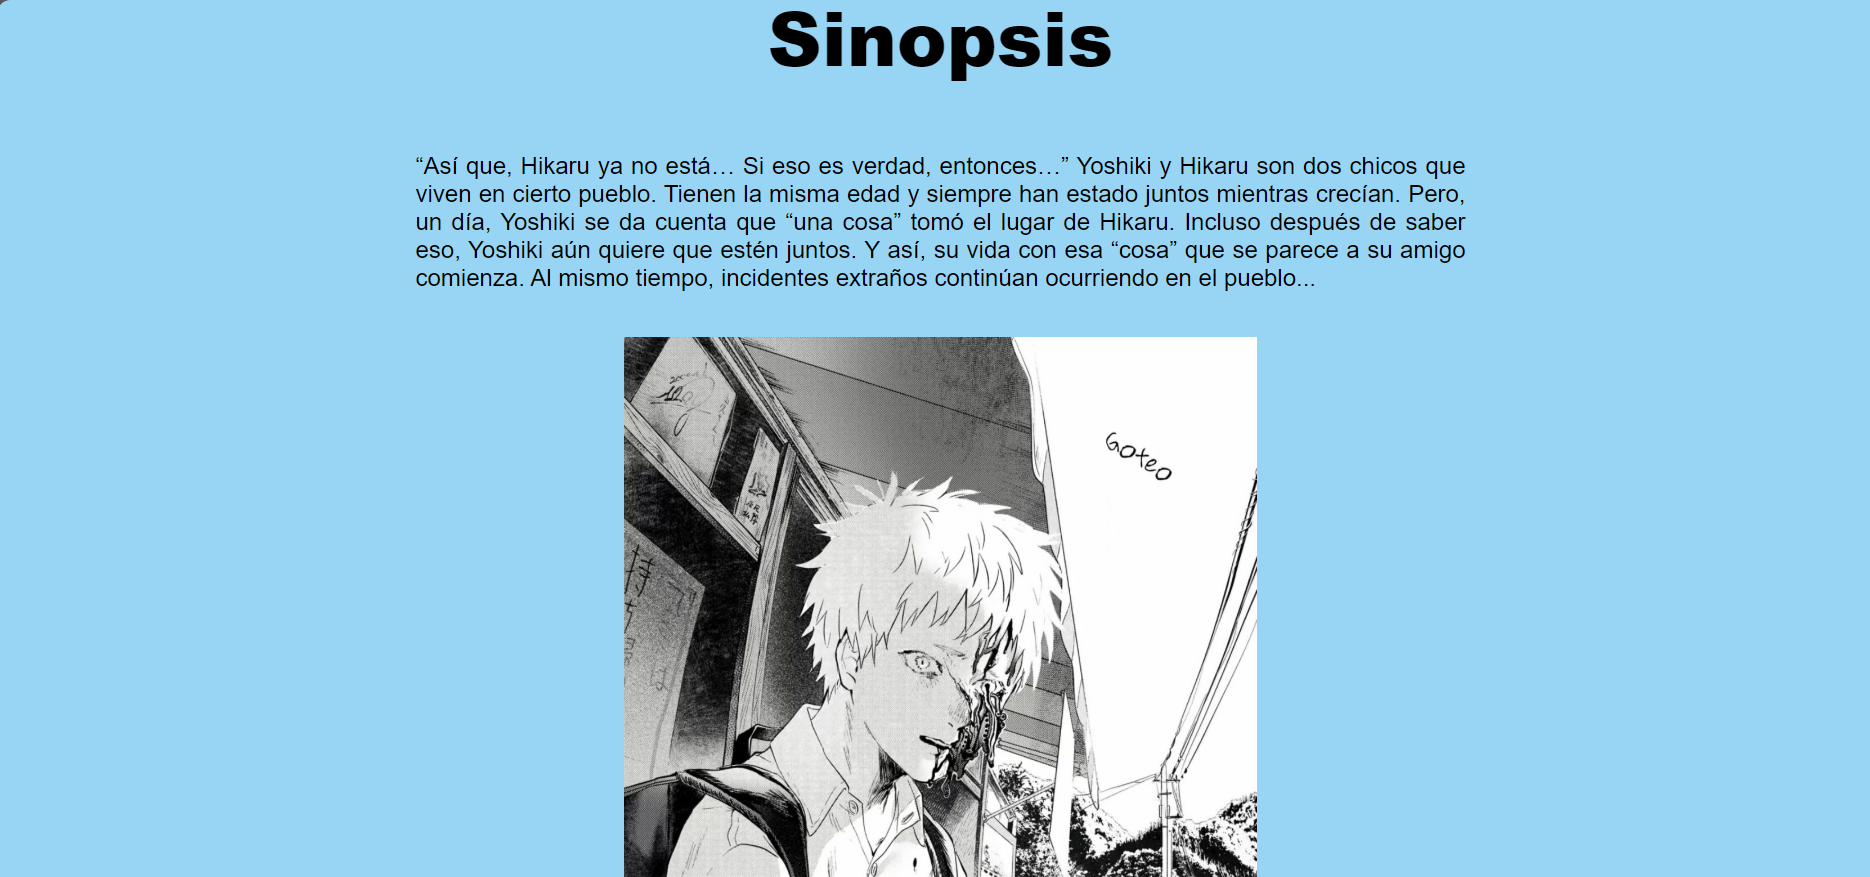 Sinopsis
“Así que, Hikaru ya no está… Si eso es verdad, entonces…” Yoshiki y Hikaru son dos chicos que
viven en cierto pueblo. Tienen la misma edad y siempre han estado juntos mientras crecían. Pero,
un día, Yoshiki se da cuenta que “una cosa” tomó el lugar de Hikaru. Incluso después de saber
eso, Yoshiki aún quiere que estén juntos. Y así, su vida con esa “cosa” que se parece a su amigo
comienza. Al mismo tiempo, incidentes extraños continúan ocurriendo en el pueblo...
GOTEO